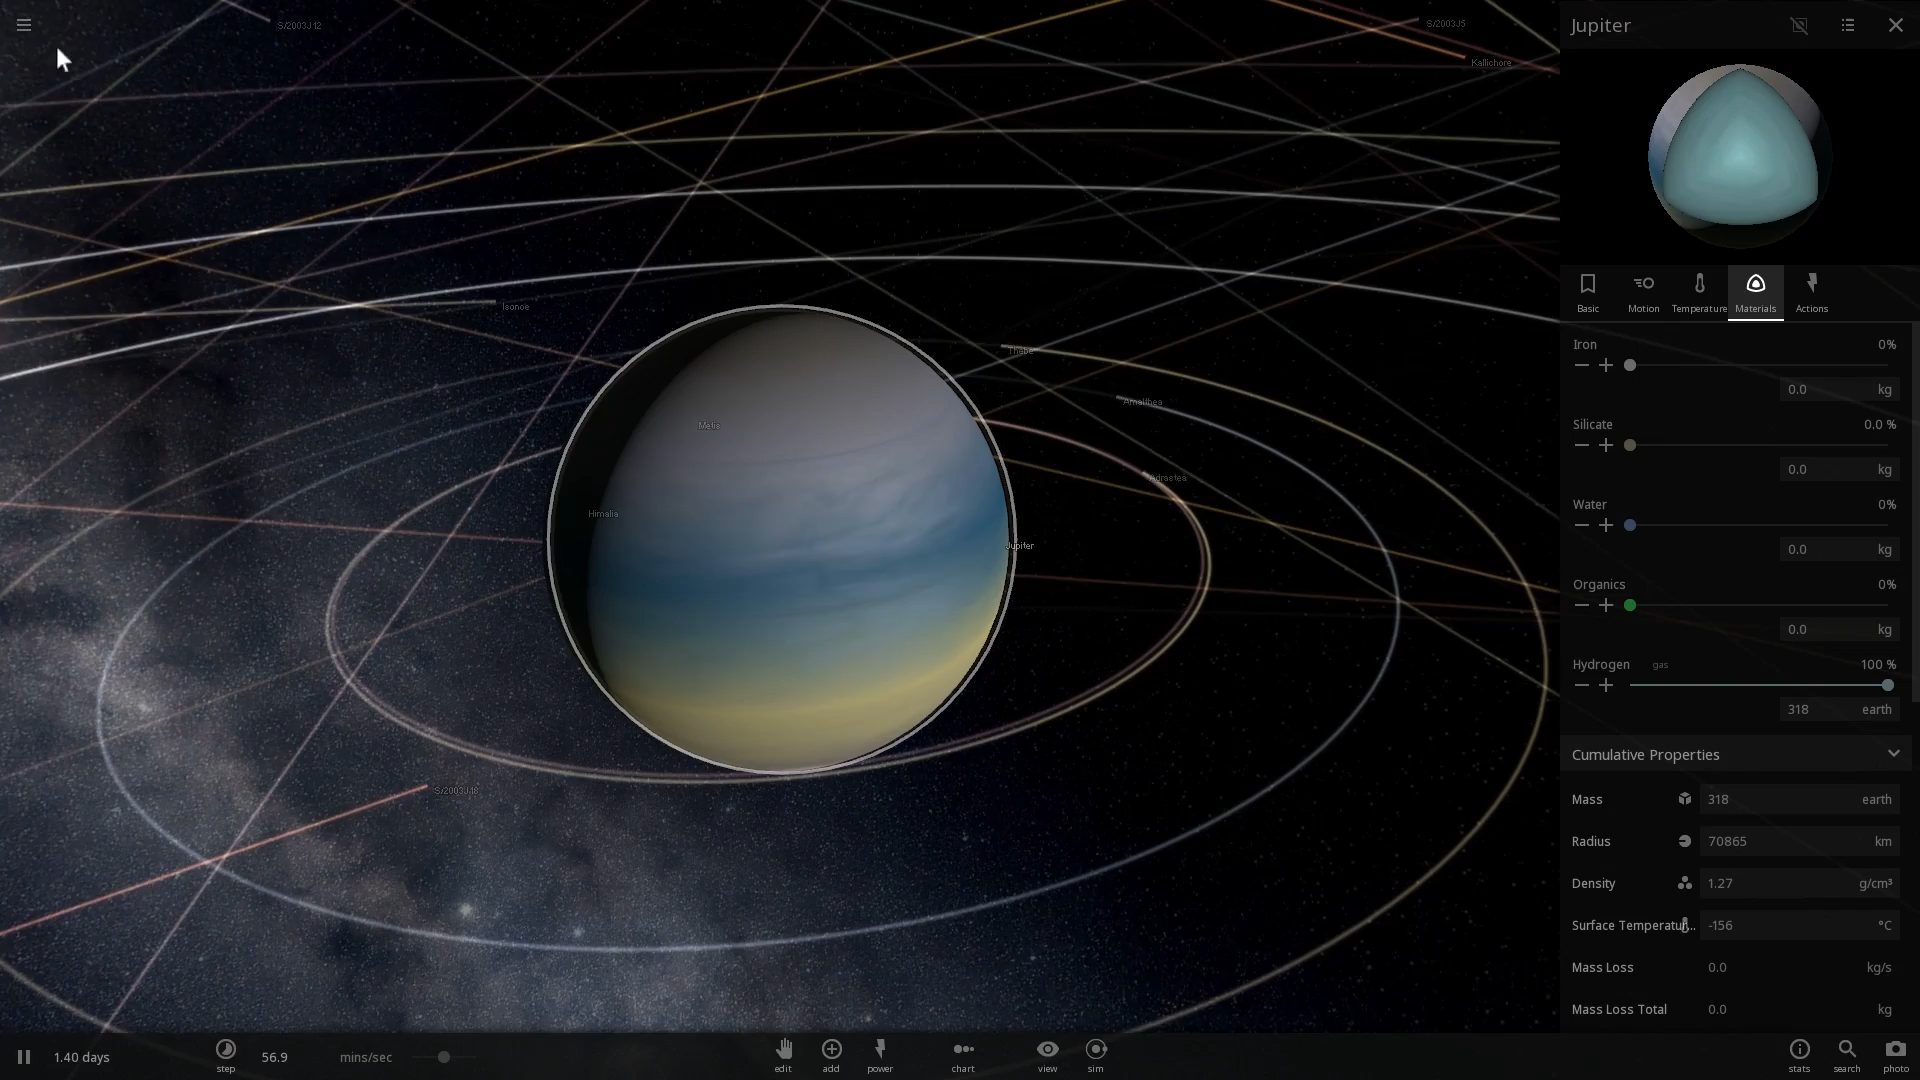 S/2003J12
S/2003J5
Kallichore
Isonoe
Thebe
Amalthea
Metis
Adrastea
Himalia
Jupiter
S/2003J18
Jupiter
Basic
Motion
Temperature
Materials
Actions
Iron 0%
0.0 kg
Silicate 0.0 %
0.0 kg
Water 0%
0.0 kg
Organics 0%
0.0 kg
Hydrogen gas 100 %
318 earth
Cumulative Properties
Mass 318 earth
Radius 70865 km
Density 1.27 g/cm³
Surface Temperatur... -156 °C
Mass Loss 0.0 kg/s
Mass Loss Total 0.0 kg
1.40 days
step
56.9 mins/sec
edit
add
power
chart
view
sim
stats
search
photo